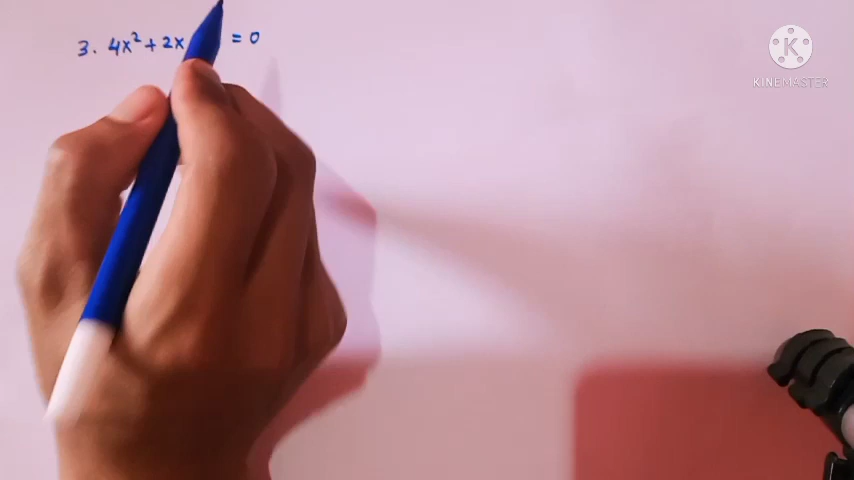 3. 4x² + 2x = 0
KINEMASTER